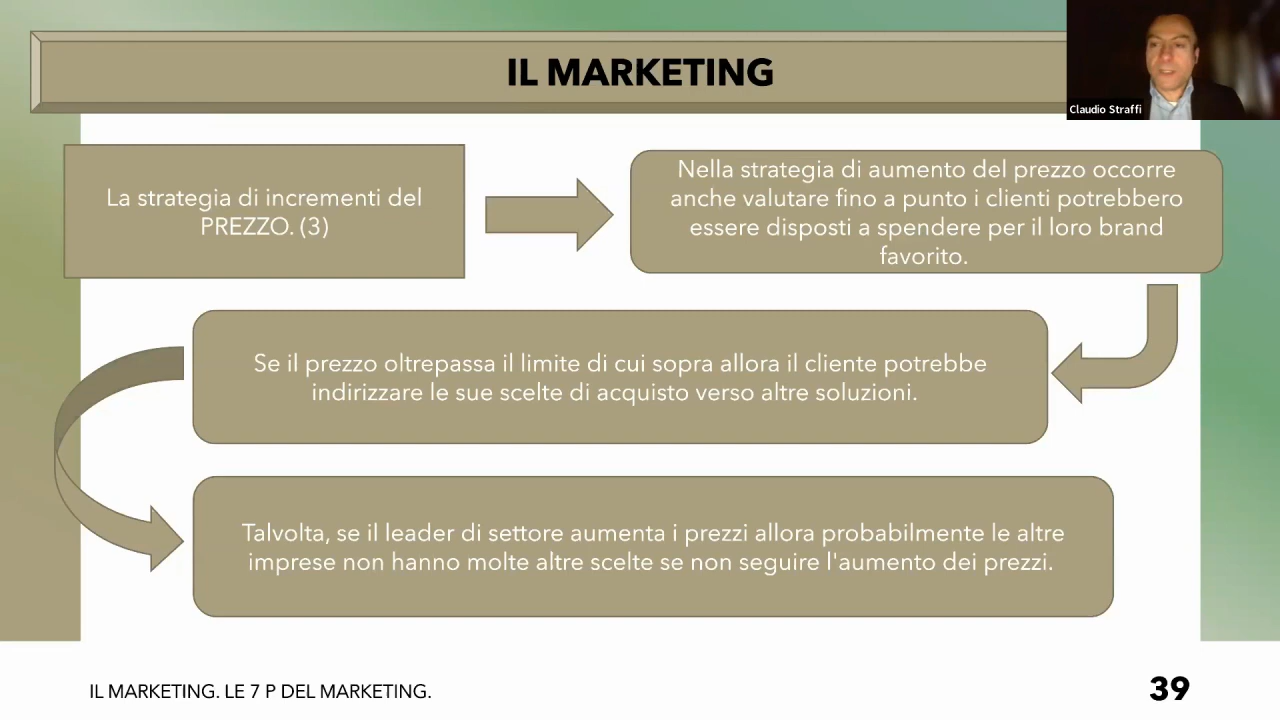 IL MARKETING
Claudio Straffi
La strategia di incrementi del
PREZZO. (3)
Nella strategia di aumento del prezzo occorre
anche valutare fino a punto i clienti potrebbero
essere disposti a spendere per il loro brand
favorito.
Se il prezzo oltrepassa il limite di cui sopra allora il cliente potrebbe
indirizzare le sue scelte di acquisto verso altre soluzioni.
Talvolta, se il leader di settore aumenta i prezzi allora probabilmente le altre
imprese non hanno molte altre scelte se non seguire l'aumento dei prezzi.
IL MARKETING. LE 7 P DEL MARKETING.
39